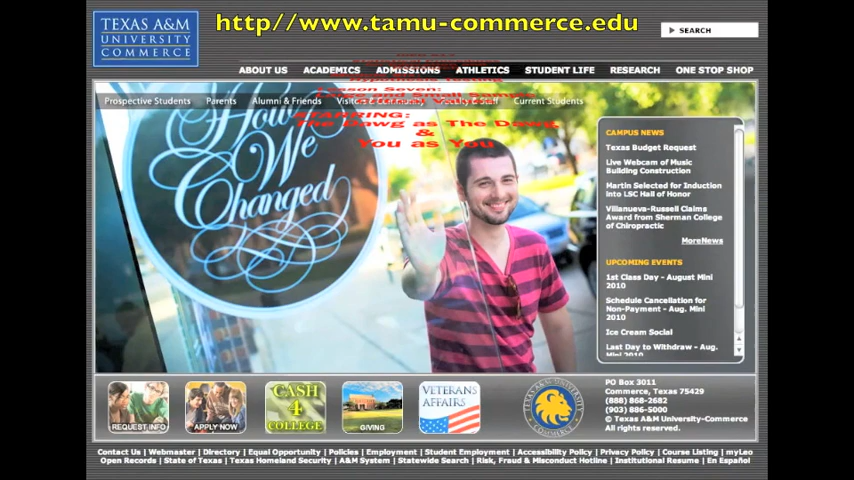 http//www.tamu-commerce.edu
TEXAS A&M
UNIVERSITY
COMMERCE
SEARCH
ABOUT US
ACADEMICS
ADMISSIONS
ATHLETICS
STUDENT LIFE
RESEARCH
ONE STOP SHOP
Prospective Students
Parents
Alumni & Friends
Current Students
Lesson Seven:
STARRING:
The Dawg as The Dawg
&
You as You
How
We
Changed
CAMPUS NEWS
Texas Budget Request
Live Webcam of Music
Building Construction
Martin Selected for Induction
into LSC Hall of Honor
Villanueva-Russell Claims
Award from Sherman College
of Chiropractic
MoreNews
UPCOMING EVENTS
1st Class Day - August Mini
2010
Schedule Cancellation for
Non-Payment - Aug. Mini
2010
Ice Cream Social
Last Day to Withdraw - Aug.
Mini 2010
REQUEST INFO
APPLY NOW
CASH
4
COLLEGE
GIVING
VETERANS
AFFAIRS
TEXAS A&M UNIVERSITY
COMMERCE
PO Box 3011
Commerce, Texas 75429
(888) 868-2682
(903) 886-5000
© Texas A&M University-Commerce
All rights reserved.
Contact Us | Webmaster | Directory | Equal Opportunity | Policies | Employment | Student Employment | Accessibility Policy | Privacy Policy | Course Listing | myLeo
Open Records | State of Texas | Texas Homeland Security | A&M System | Statewide Search | Risk, Fraud & Misconduct Hotline | Institutional Resume | En Español